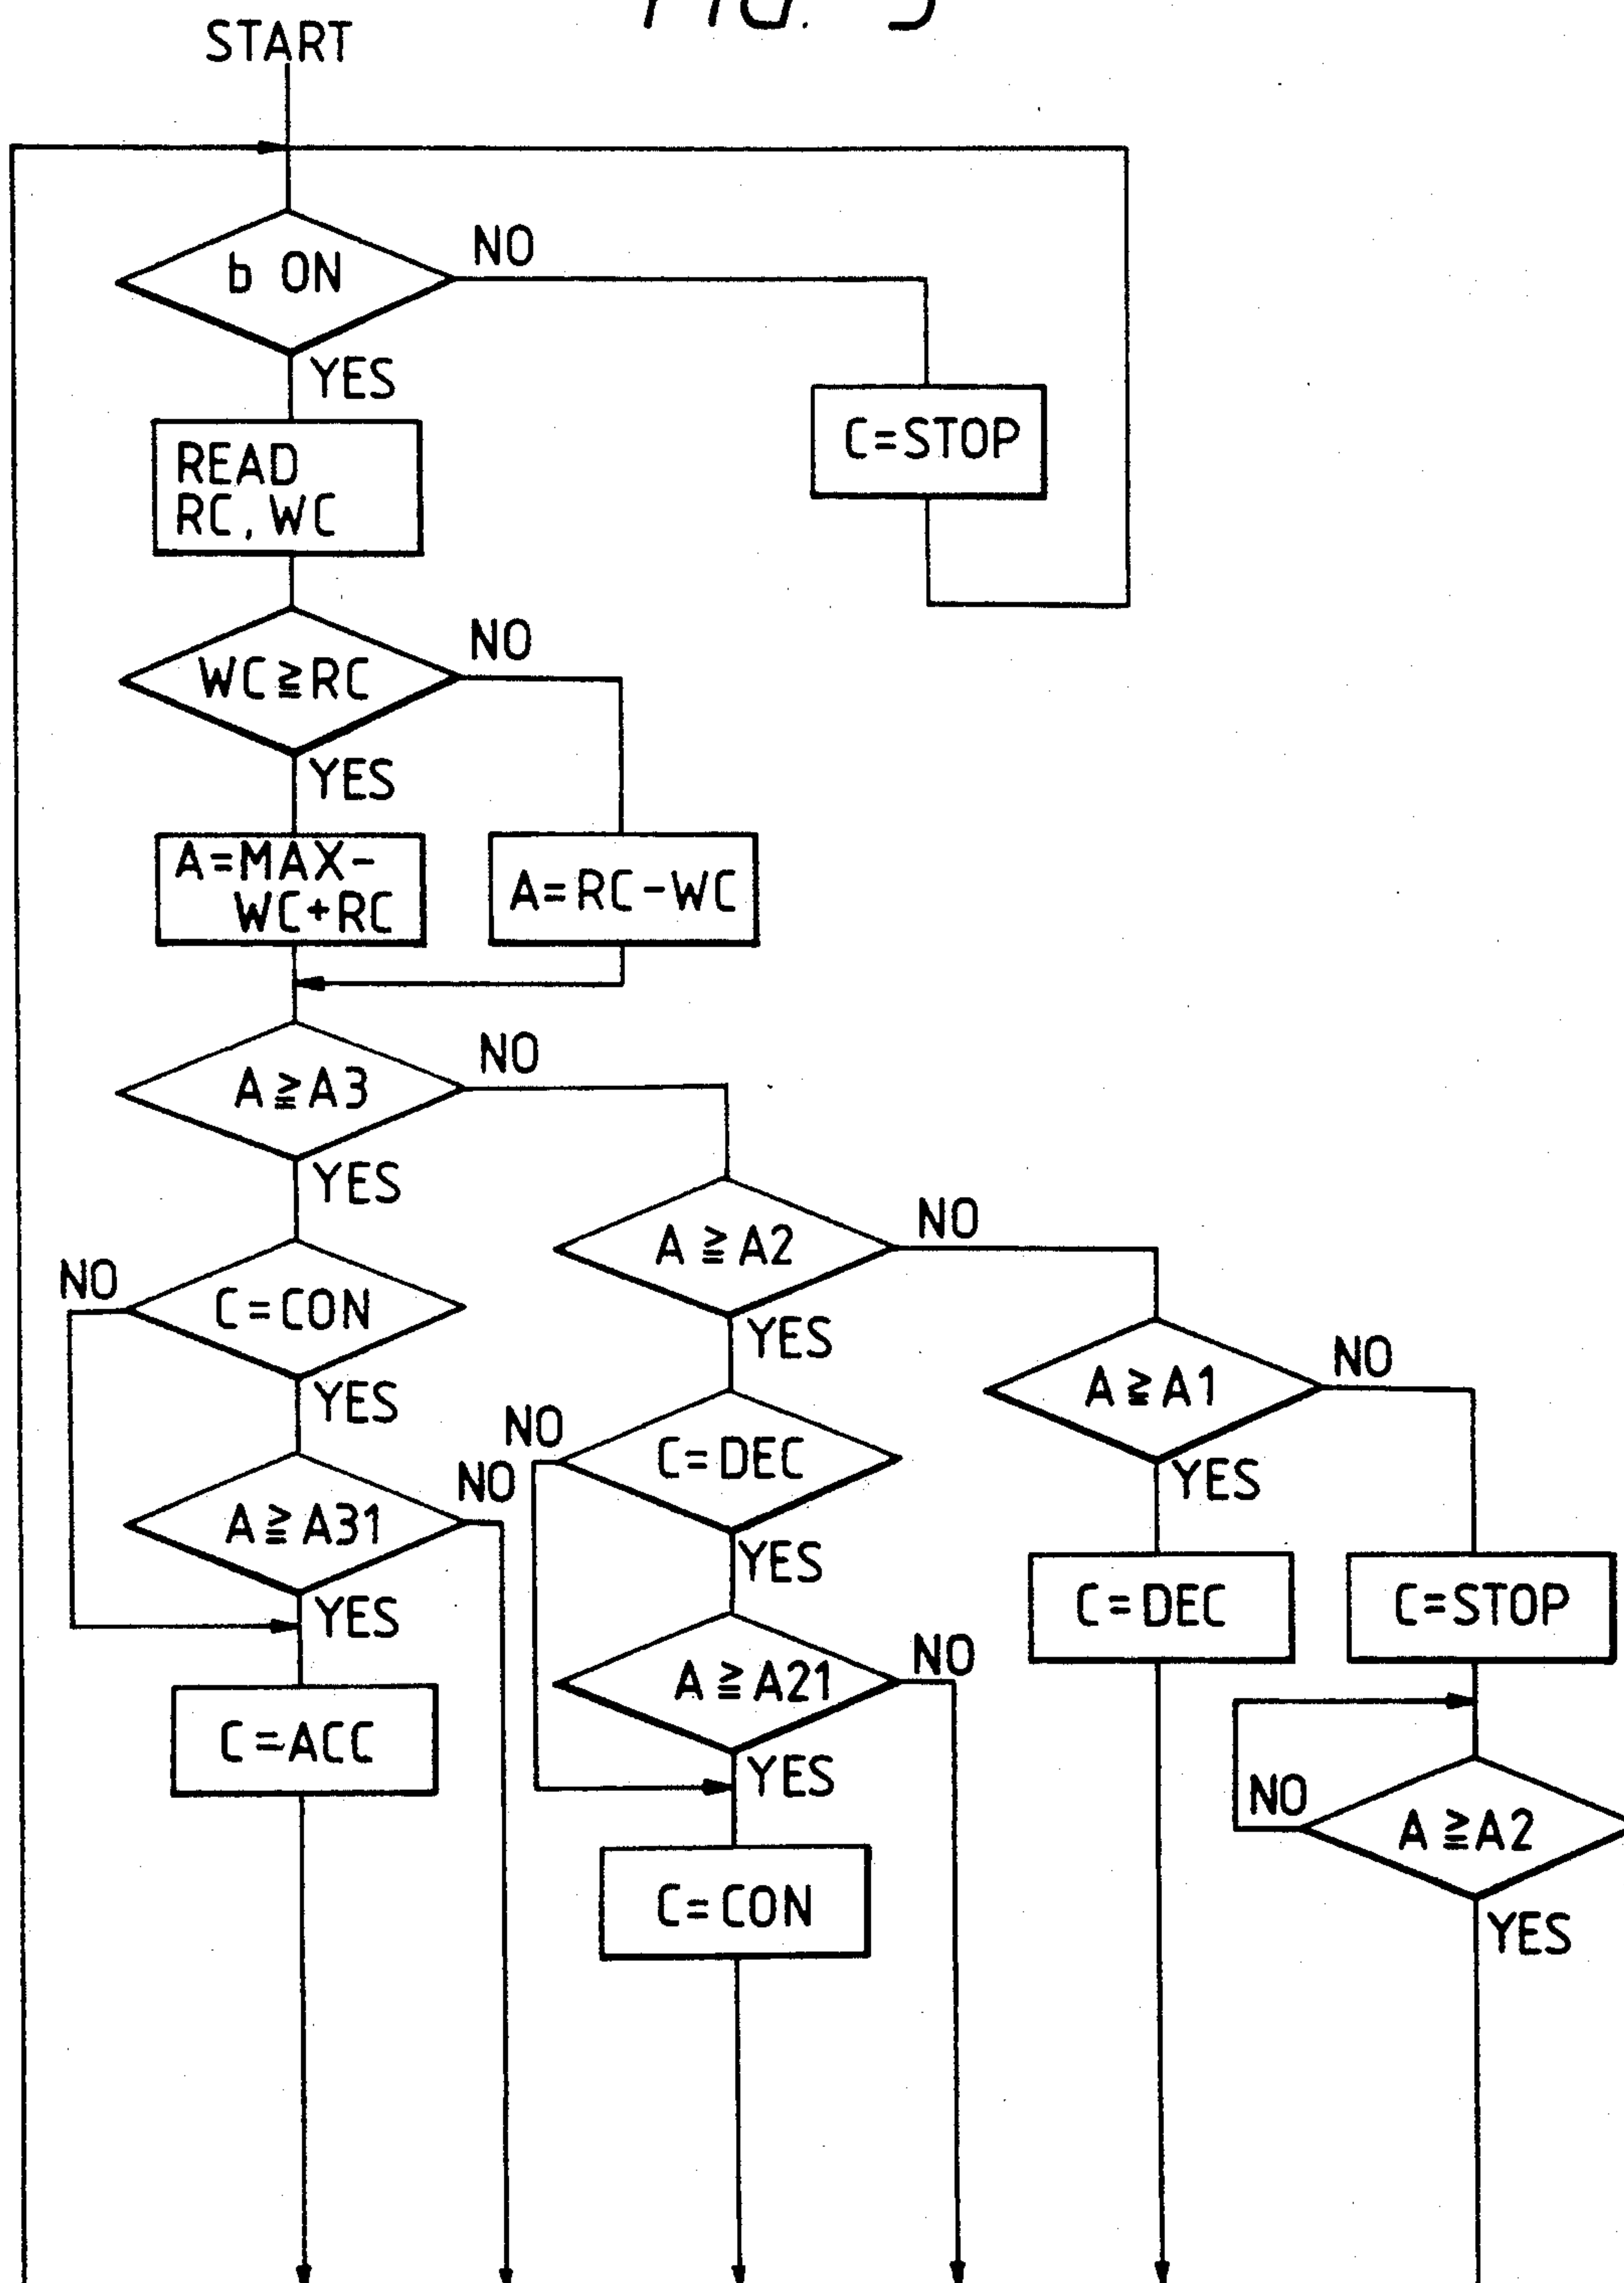 FIG. 5
START
b ON
NO
YES
C=STOP
READ
RC, WC
WC≧RC
NO
YES
A=MAX-
WC+RC
A=RC-WC
A≧A3
NO
YES
A≧A2
NO
YES
NO
C=CON
YES
A≧A1
NO
YES
NO
C=DEC
YES
A≧A31
NO
YES
C=DEC
C=STOP
A≧A21
NO
YES
C=ACC
NO
A≧A2
YES
C=CON